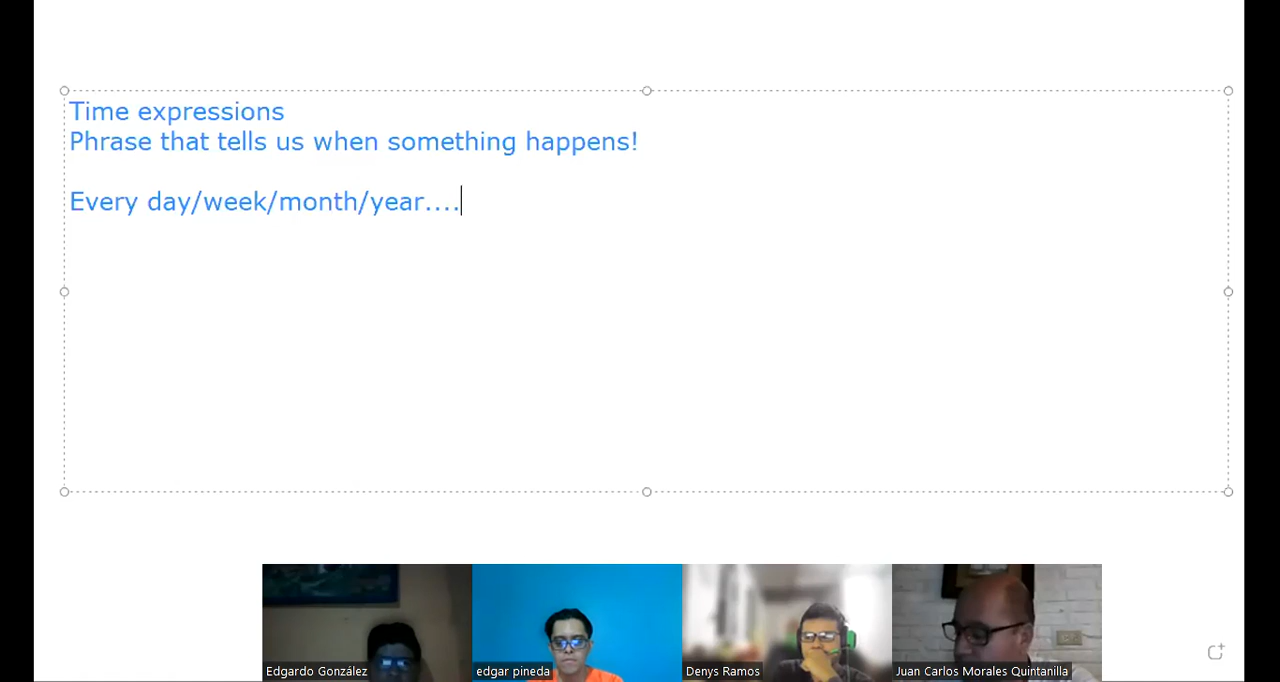 Time expressions
Phrase that tells us when something happens!
Every day/week/month/year....
Edgardo González
edgar pineda
Denys Ramos
Juan Carlos Morales Quintanilla